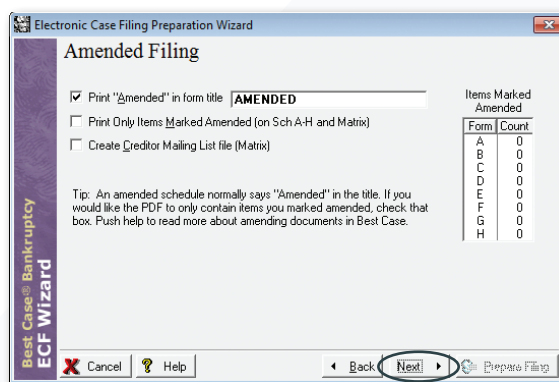 Electronic Case Filing Preparation Wizard
Amended Filing
Print "Amended" in form title AMENDED
Print Only Items Marked Amended (on Sch A-H and Matrix)
Create Creditor Mailing List file (Matrix)
Tip: An amended schedule normally says "Amended" in the title. If you
would like the PDF to only contain items you marked amended, check that
box. Push help to read more about amending documents in Best Case.
Items Marked
Amended
Form Count
A 0
B 0
C 0
D 0
E 0
F 0
G 0
H 0
Best Case® Bankruptcy
ECF Wizard
Cancel Help Back Next Prepare Filing